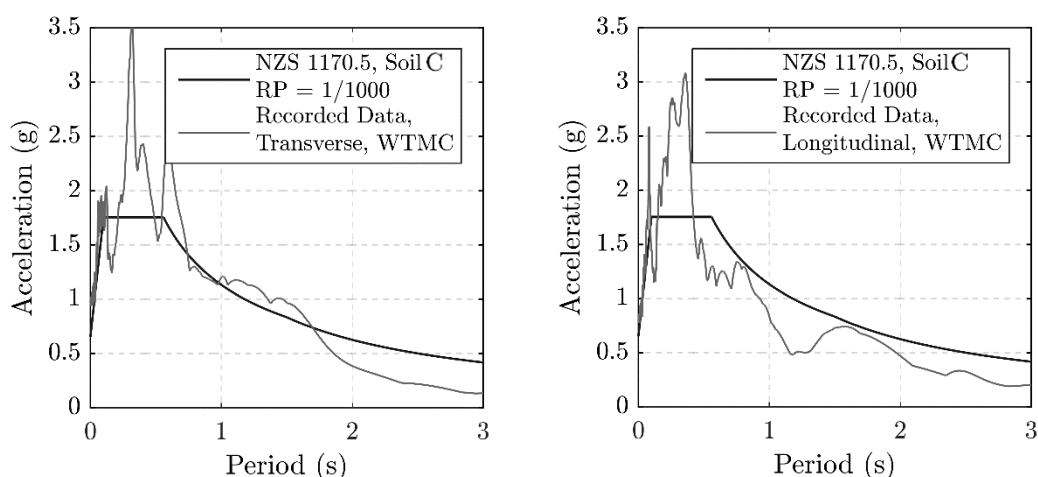 3.5
3
2.5
2
1.5
1
0.5
0
Acceleration (g)
NZS 1170.5, Soil C
RP = 1/1000
Recorded Data,
Transverse, WTMC
0 1 2 3
Period (s)
3.5
3
2.5
2
1.5
1
0.5
0
Acceleration (g)
NZS 1170.5, Soil C
RP = 1/1000
Recorded Data,
Longitudinal, WTMC
0 1 2 3
Period (s)